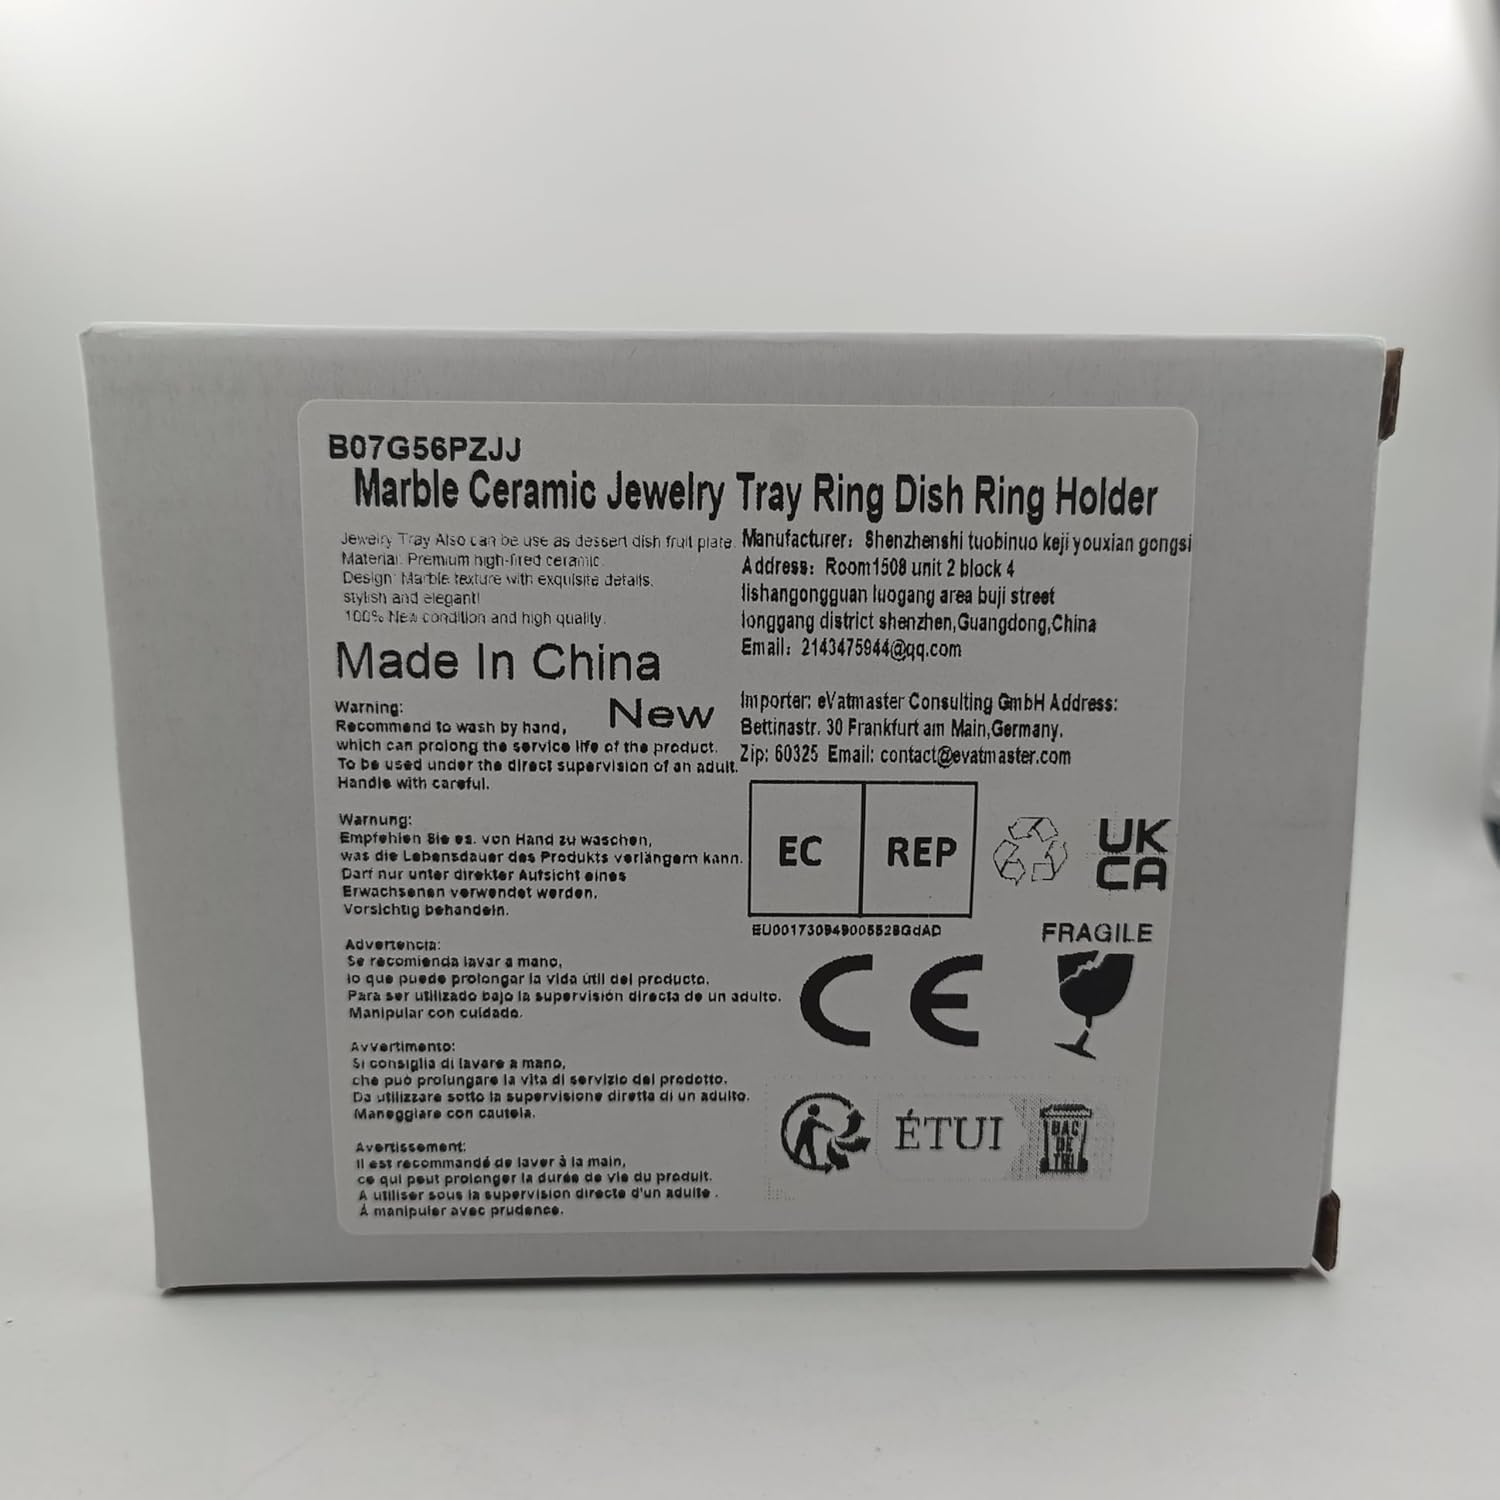 B07G56PZJJ
Marble Ceramic Jewelry Tray Ring Dish Ring Holder
Jewelry Tray Also can be use as dessert dish fruit plate.
Material: Premium high-fired ceramic.
Design: Marble texture with exquisite details,
stylish and elegant!
100% New condition and high quality.
Made In China
New
Warning:
Recommend to wash by hand,
which can prolong the service life of the product.
To be used under the direct supervision of an adult.
Handle with careful.
Warnung:
Empfehlen Sie es. von Hand zu waschen,
was die Lebensdauer des Produkts verlängern kann.
Darf nur unter direkter Aufsicht eines
Erwachsenen verwendet werden.
Vorsichtig behandeln.
Advertencia:
Se recomienda lavar a mano,
lo que puede prolongar la vida útil del producto.
Para ser utilizado bajo la supervisión directa de un adulto.
Manipular con cuidado.
Avvertimento:
Si consiglia di lavare a mano,
che può prolungare la vita di servizio del prodotto.
Da utilizzare sotto la supervisione diretta di un adulto.
Maneggiare con cautela.
Avertissement:
Il est recommandé de laver à la main,
ce qui peut prolonger la durée de vie du produit.
A utiliser sous la supervision directe d'un adulte .
À manipuler avec prudence.
Manufacturer: Shenzhenshi tuobinuo keji youxian gongsi
Address: Room1508 unit 2 block 4
lishangongguan luogang area buji street
longgang district shenzhen,Guangdong,China
Email: 2143475944@qq.com
Importer: eVatmaster Consulting GmbH Address:
Bettinastr. 30 Frankfurt am Main,Germany.
Zip: 60325 Email: contact@evatmaster.com
EC REP
EU00173094900552BGdAD
UK
CA
CE
FRAGILE
ÉTUI
BAC
DE
TRI